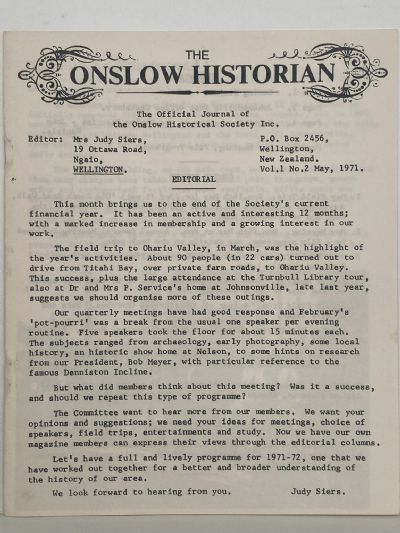 THE
ONSLOW HISTORIAN
The Official Journal of
the Onslow Historical Society Inc.
Editor: Mrs Judy Siers,
19 Ottawa Road,
Ngaio,
WELLINGTON.
P.O. Box 2456,
Wellington,
New Zealand.
Vol.1 No.2 May, 1971.
EDITORIAL
This month brings us to the end of the Society's current
financial year. It has been an active and interesting 12 months;
with a marked increase in membership and a growing interest in our
work.
The field trip to Ohariu Valley, in March, was the highlight of
the year's activities. About 90 people (in 22 cars) turned out to
drive from Titahi Bay, over private farm roads, to Ohariu Valley.
This success, plus the large attendance at the Turnbull Library tour,
also at Dr and Mrs P. Service's home at Johnsonville, late last year,
suggests we should organise more of these outings.
Our quarterly meetings have had good response and February's
'pot-pourri' was a break from the usual one speaker per evening
routine. Five speakers took the floor for about 15 minutes each.
The subjects ranged from archaeology, early photography, some local
history, an historic show home at Nelson, to some hints on research
from our President, Bob Meyer, with particular reference to the
famous Denniston Incline.
But what did members think about this meeting? Was it a success,
and should we repeat this type of programme?
The Committee want to hear more from our members. We want your
opinions and suggestions; we need your ideas for meetings, choice of
speakers, field trips, entertainments and study. Now we have our own
magazine members can express their views through the editorial columns.
Let's have a full and lively programme for 1971-72, one that we
have worked out together for a better and broader understanding of
the history of our area.
We look forward to hearing from you. Judy Siers.